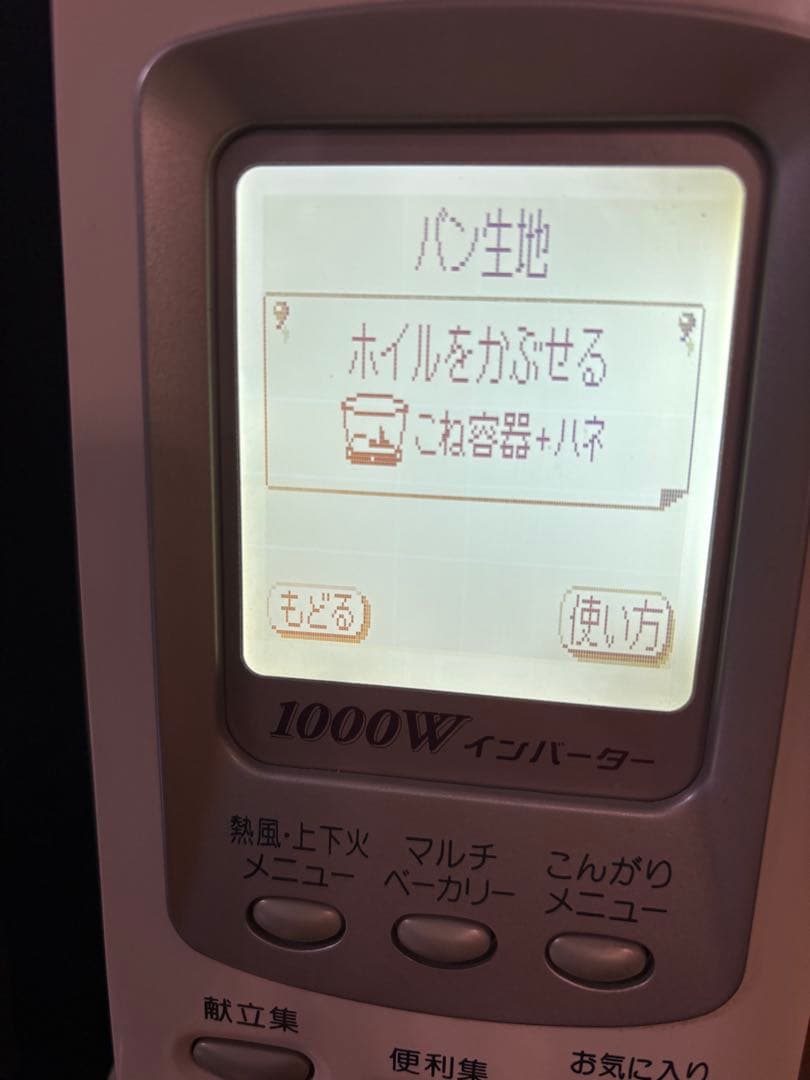 パン生地
ホイルをかぶせる
こね容器+ハネ
もどる 使い方
1000W インバーター
熱風・上下火 マルチ こんがり
メニュー ベーカリー メニュー
献立集 便利集 お気に入り